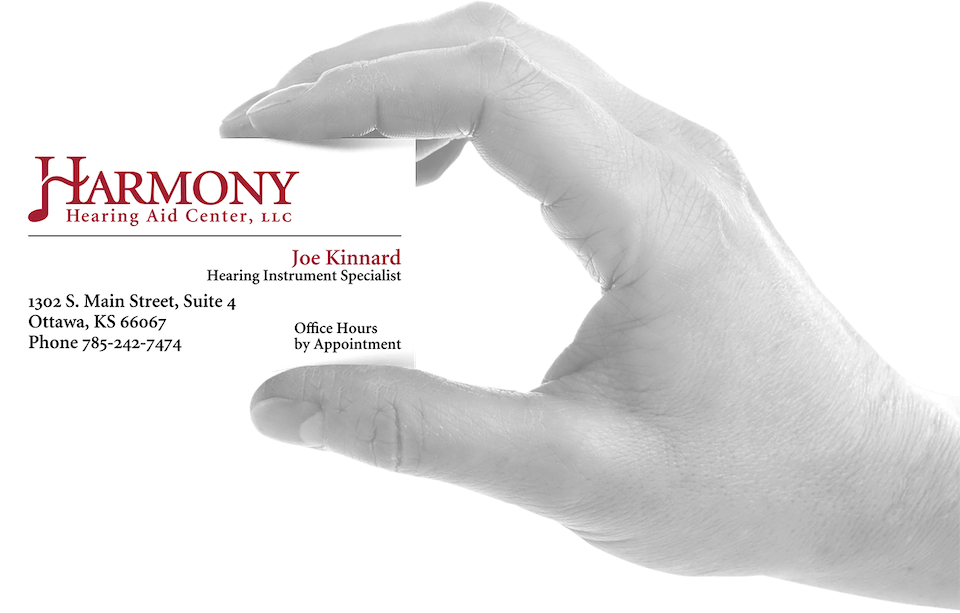 HARMONY
Hearing Aid Center, LLC
Joe Kinnard
Hearing Instrument Specialist
1302 S. Main Street, Suite 4
Ottawa, KS 66067
Phone 785-242-7474
Office Hours
by Appointment